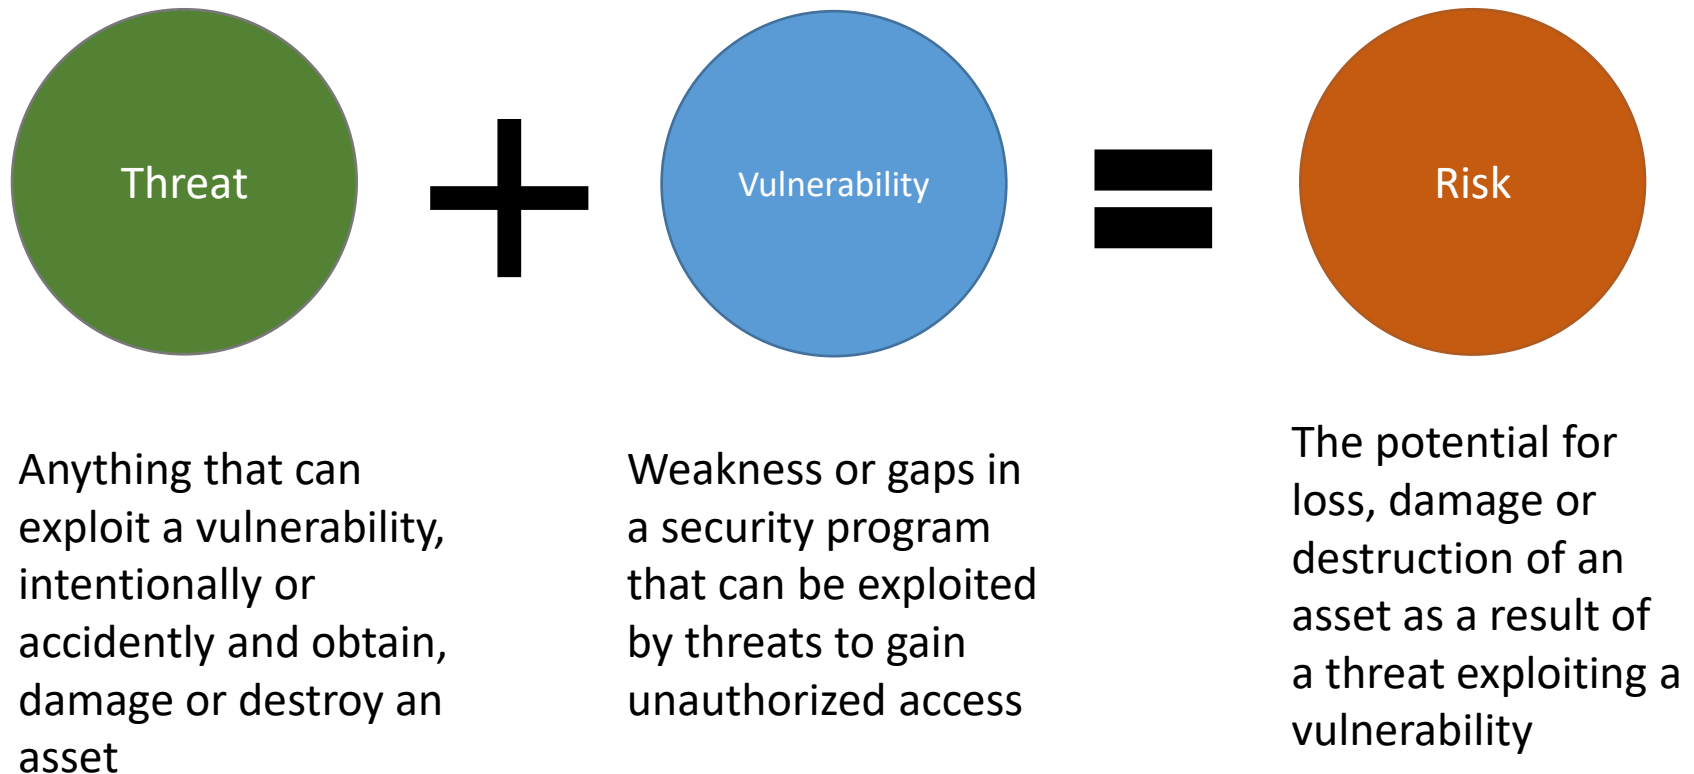 Threat
Vulnerability
Risk
Anything that can
exploit a vulnerability,
intentionally or
accidently and obtain,
damage or destroy an
asset
Weakness or gaps in
a security program
that can be exploited
by threats to gain
unauthorized access
The potential for
loss, damage or
destruction of an
asset as a result of
a threat exploiting a
vulnerability